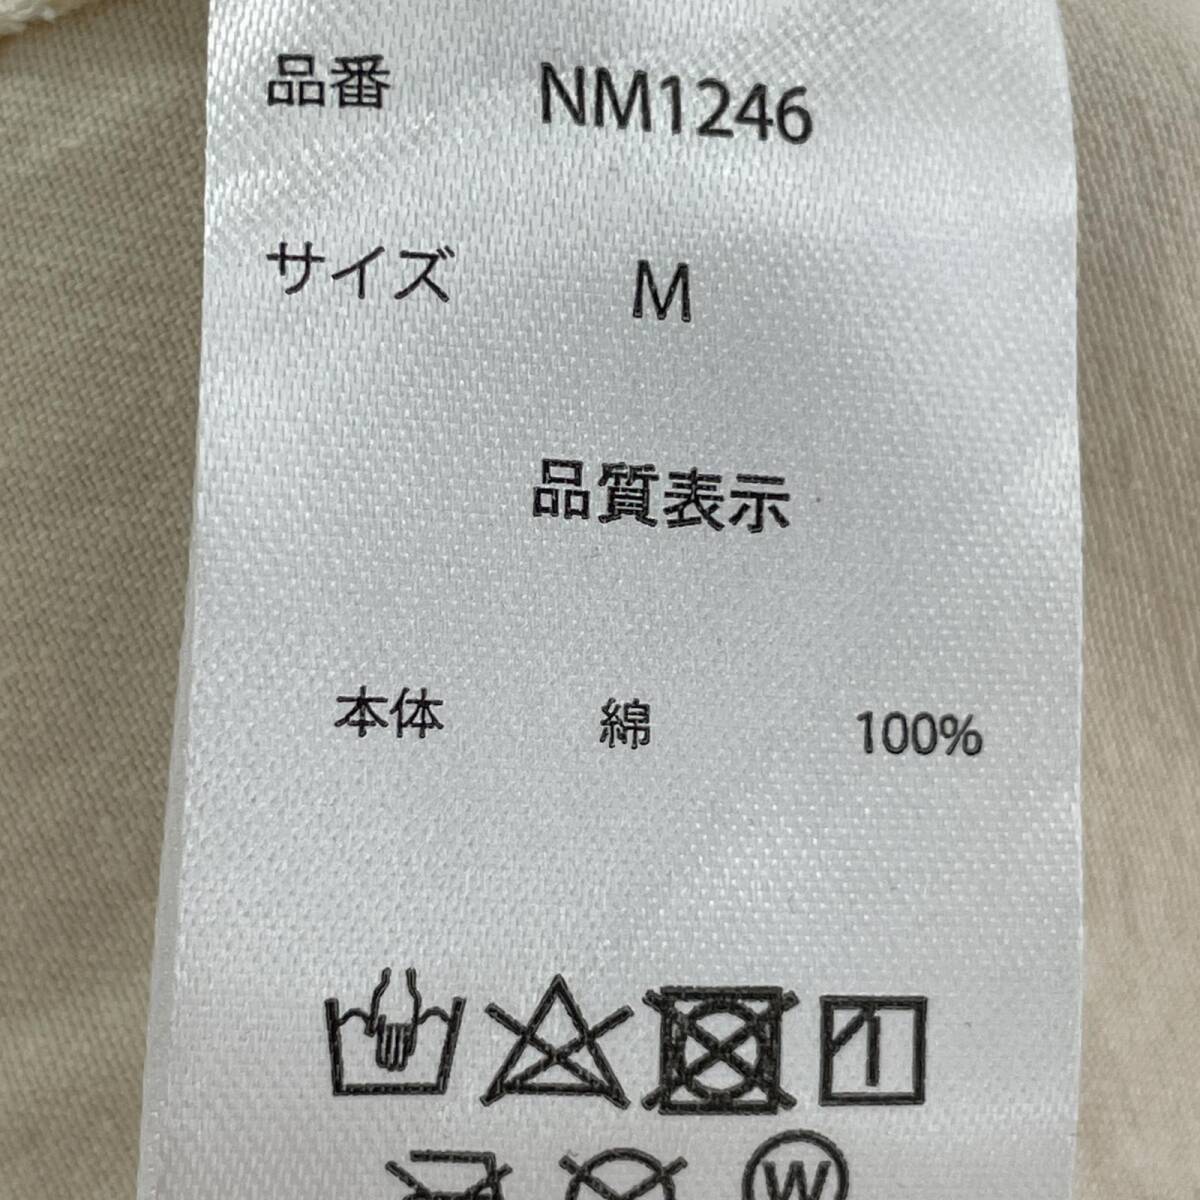 品番 NM1246
サイズ M
品質表示
本体 綿 100%
W